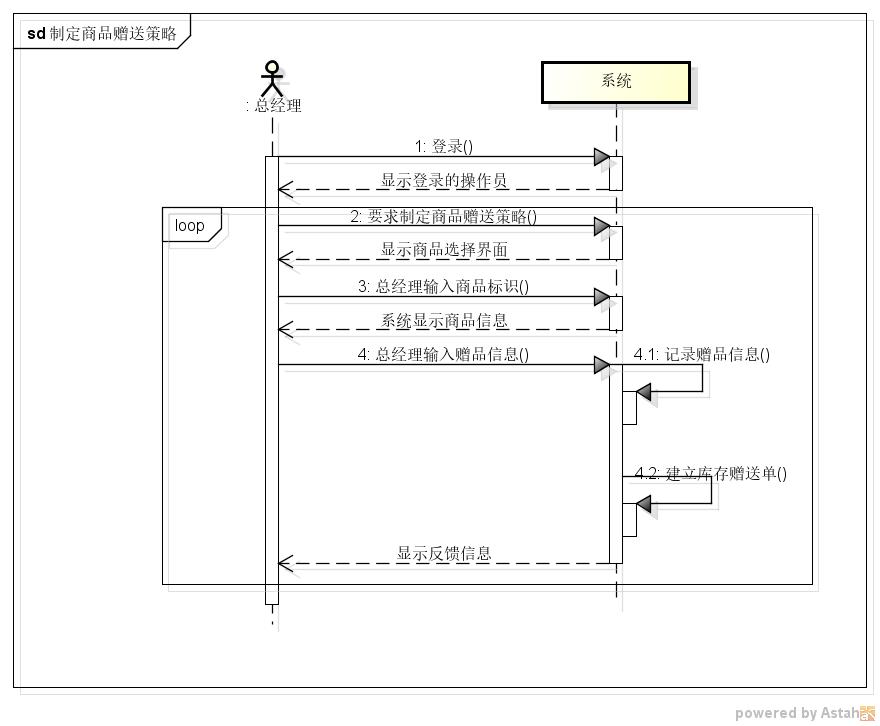 sd 制定商品赠送策略
: 总经理
系统
1: 登录()
显示登录的操作员
loop
2: 要求制定商品赠送策略()
显示商品选择界面
3: 总经理输入商品标识()
系统显示商品信息
4: 总经理输入赠品信息()
4.1: 记录赠品信息()
4.2: 建立库存赠送单()
显示反馈信息
powered by Astah